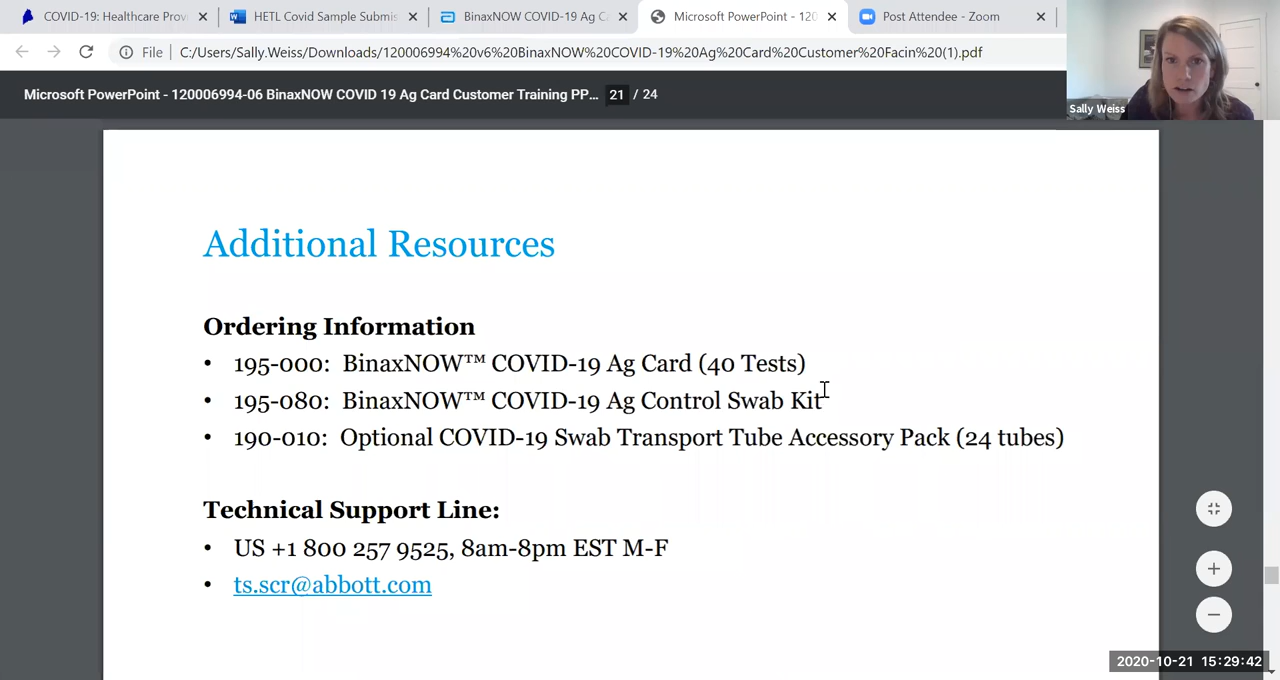 COVID-19: Healthcare Prov
HETL Covid Sample Submis
BinaxNOW COVID-19 Ag C
Microsoft PowerPoint - 120
Post Attendee - Zoom
File
C:/Users/Sally.Weiss/Downloads/120006994%20v6%20BinaxNOW%20COVID-19%20Ag%20Card%20Customer%20Facin%20(1).pdf
Microsoft PowerPoint - 120006994-06 BinaxNOW COVID 19 Ag Card Customer Training PP... 21 / 24
Sally Weiss
Additional Resources
Ordering Information
• 195-000: BinaxNOW™ COVID-19 Ag Card (40 Tests)
• 195-080: BinaxNOW™ COVID-19 Ag Control Swab Kit
• 190-010: Optional COVID-19 Swab Transport Tube Accessory Pack (24 tubes)
Technical Support Line:
• US +1 800 257 9525, 8am-8pm EST M-F
• ts.scr@abbott.com
2020-10-21 15:29:42